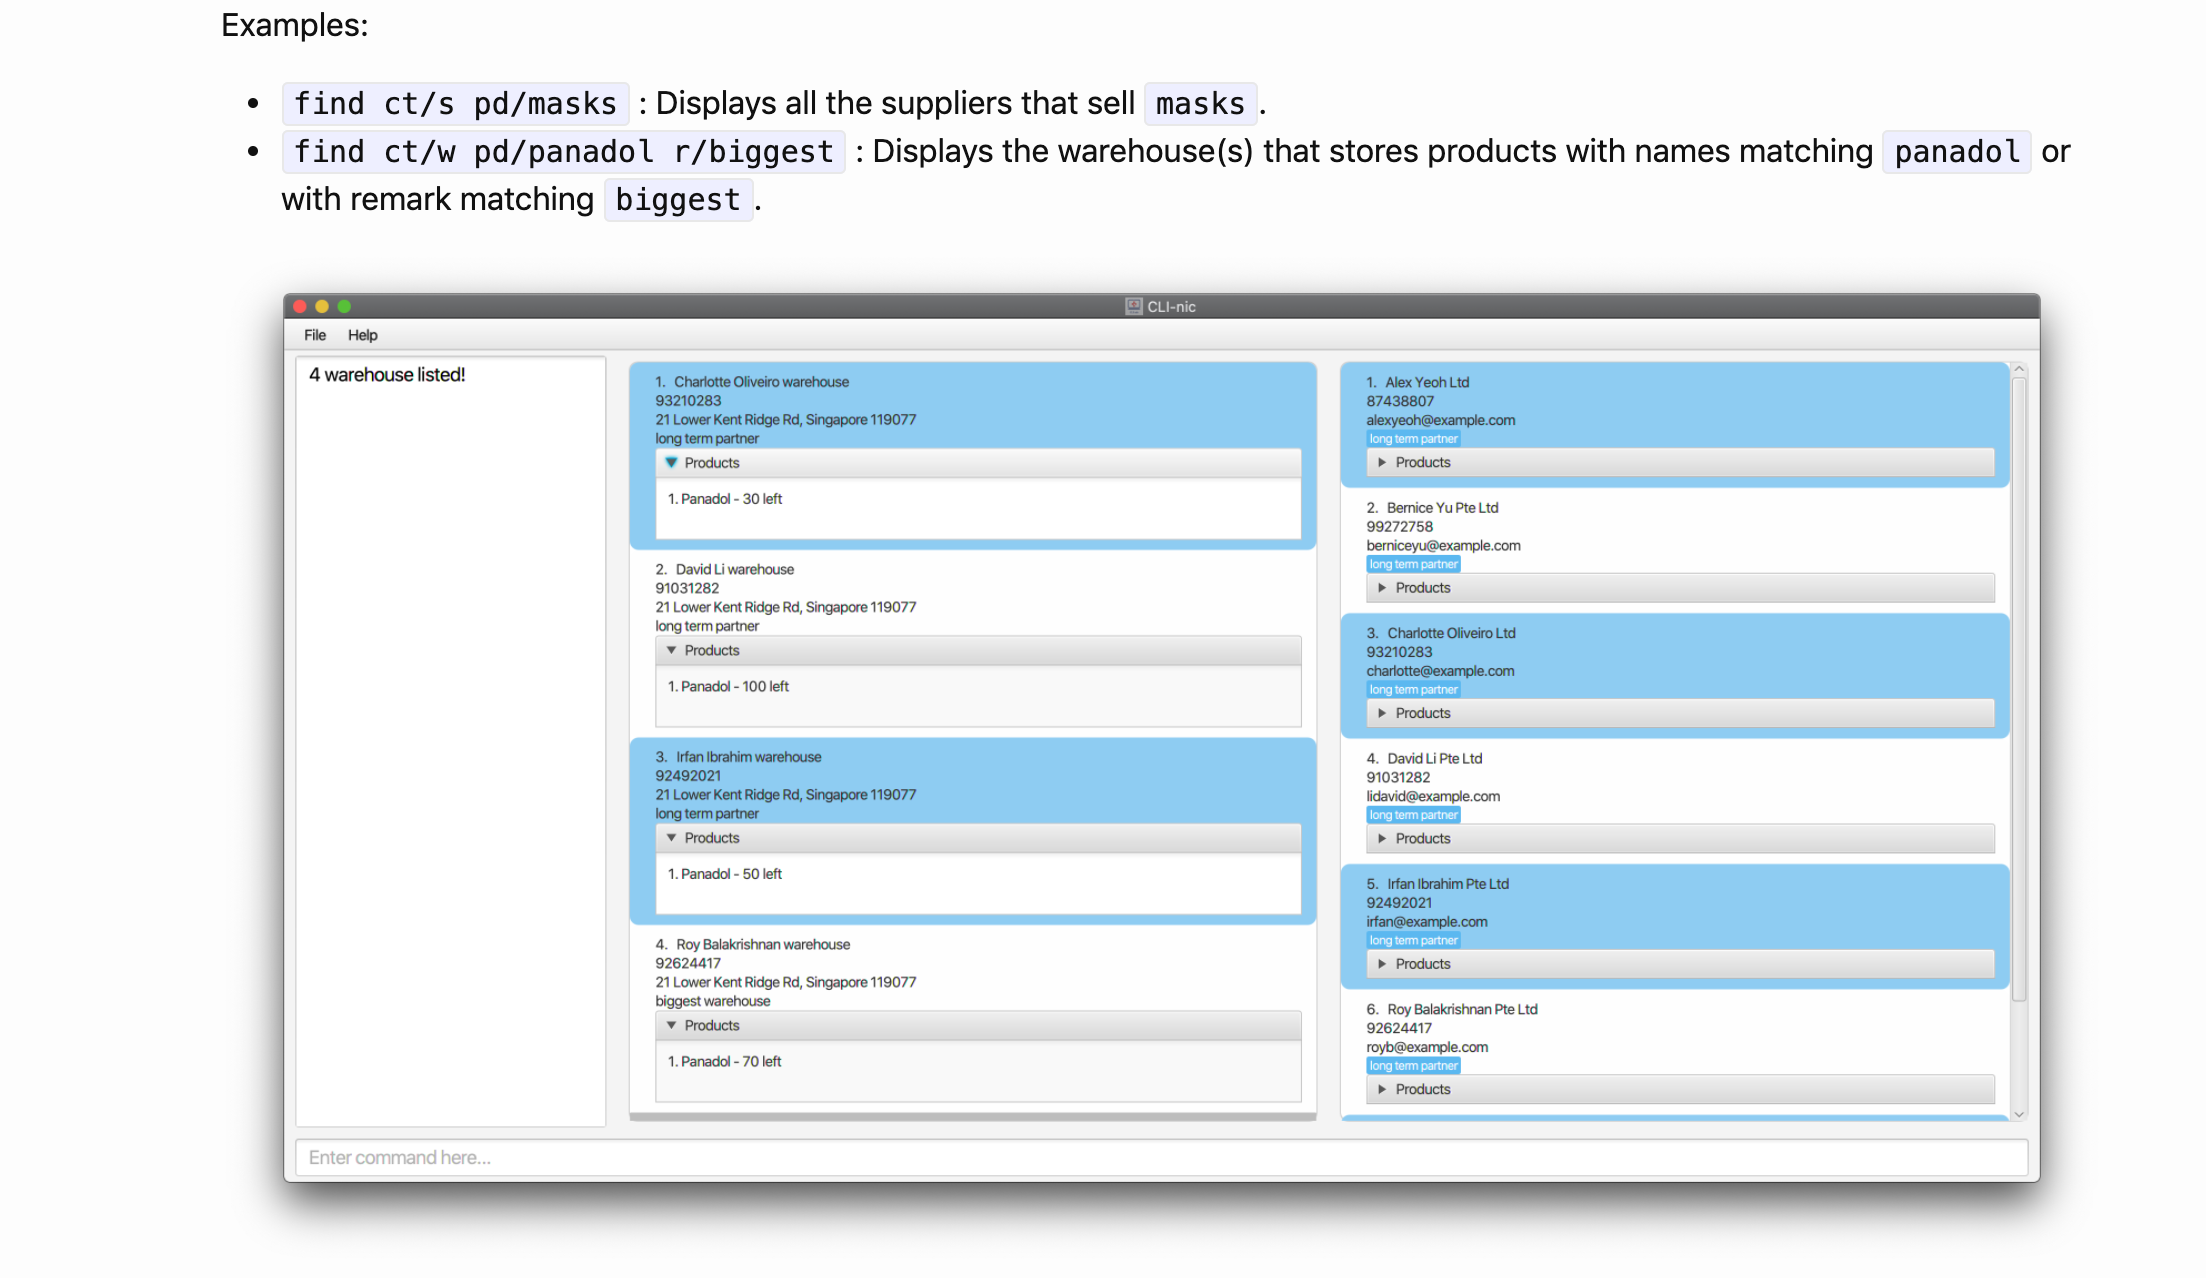 Examples:
find ct/s pd/masks : Displays all the suppliers that sell masks.
find ct/w pd/panadol r/biggest : Displays the warehouse(s) that stores products with names matching panadol or
with remark matching biggest.
CLI-nic
File Help
4 warehouse listed!
1. Charlotte Oliveiro warehouse
93210283
21 Lower Kent Ridge Rd, Singapore 119077
long term partner
Products
1. Panadol - 30 left
2. David Li warehouse
91031282
21 Lower Kent Ridge Rd, Singapore 119077
long term partner
Products
1. Panadol - 100 left
3. Irfan Ibrahim warehouse
92492021
21 Lower Kent Ridge Rd, Singapore 119077
long term partner
Products
1. Panadol - 50 left
4. Roy Balakrishnan warehouse
92624417
21 Lower Kent Ridge Rd, Singapore 119077
biggest warehouse
Products
1. Panadol - 70 left
1. Alex Yeoh Ltd
87438807
alexyeoh@example.com
long term partner
Products
2. Bernice Yu Pte Ltd
99272758
berniceyu@example.com
long term partner
Products
3. Charlotte Oliveiro Ltd
93210283
charlotte@example.com
long term partner
Products
4. David Li Pte Ltd
91031282
lidavid@example.com
long term partner
Products
5. Irfan Ibrahim Pte Ltd
92492021
irfan@example.com
long term partner
Products
6. Roy Balakrishnan Pte Ltd
92624417
royb@example.com
long term partner
Products
Enter command here...